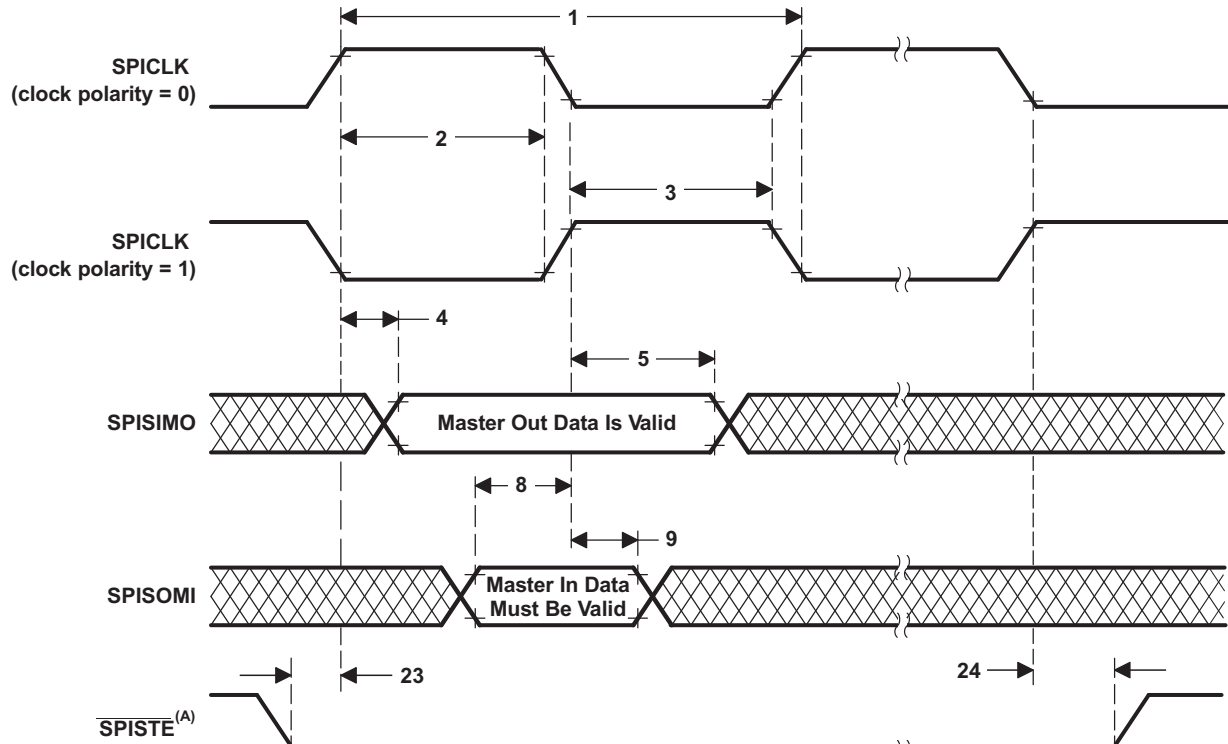 1
SPICLK
(clock polarity = 0)
2
3
SPICLK
(clock polarity = 1)
4
5
SPISIMO
Master Out Data Is Valid
8
9
SPISOMI
Master In Data
Must Be Valid
23
24
SPISTE(A)